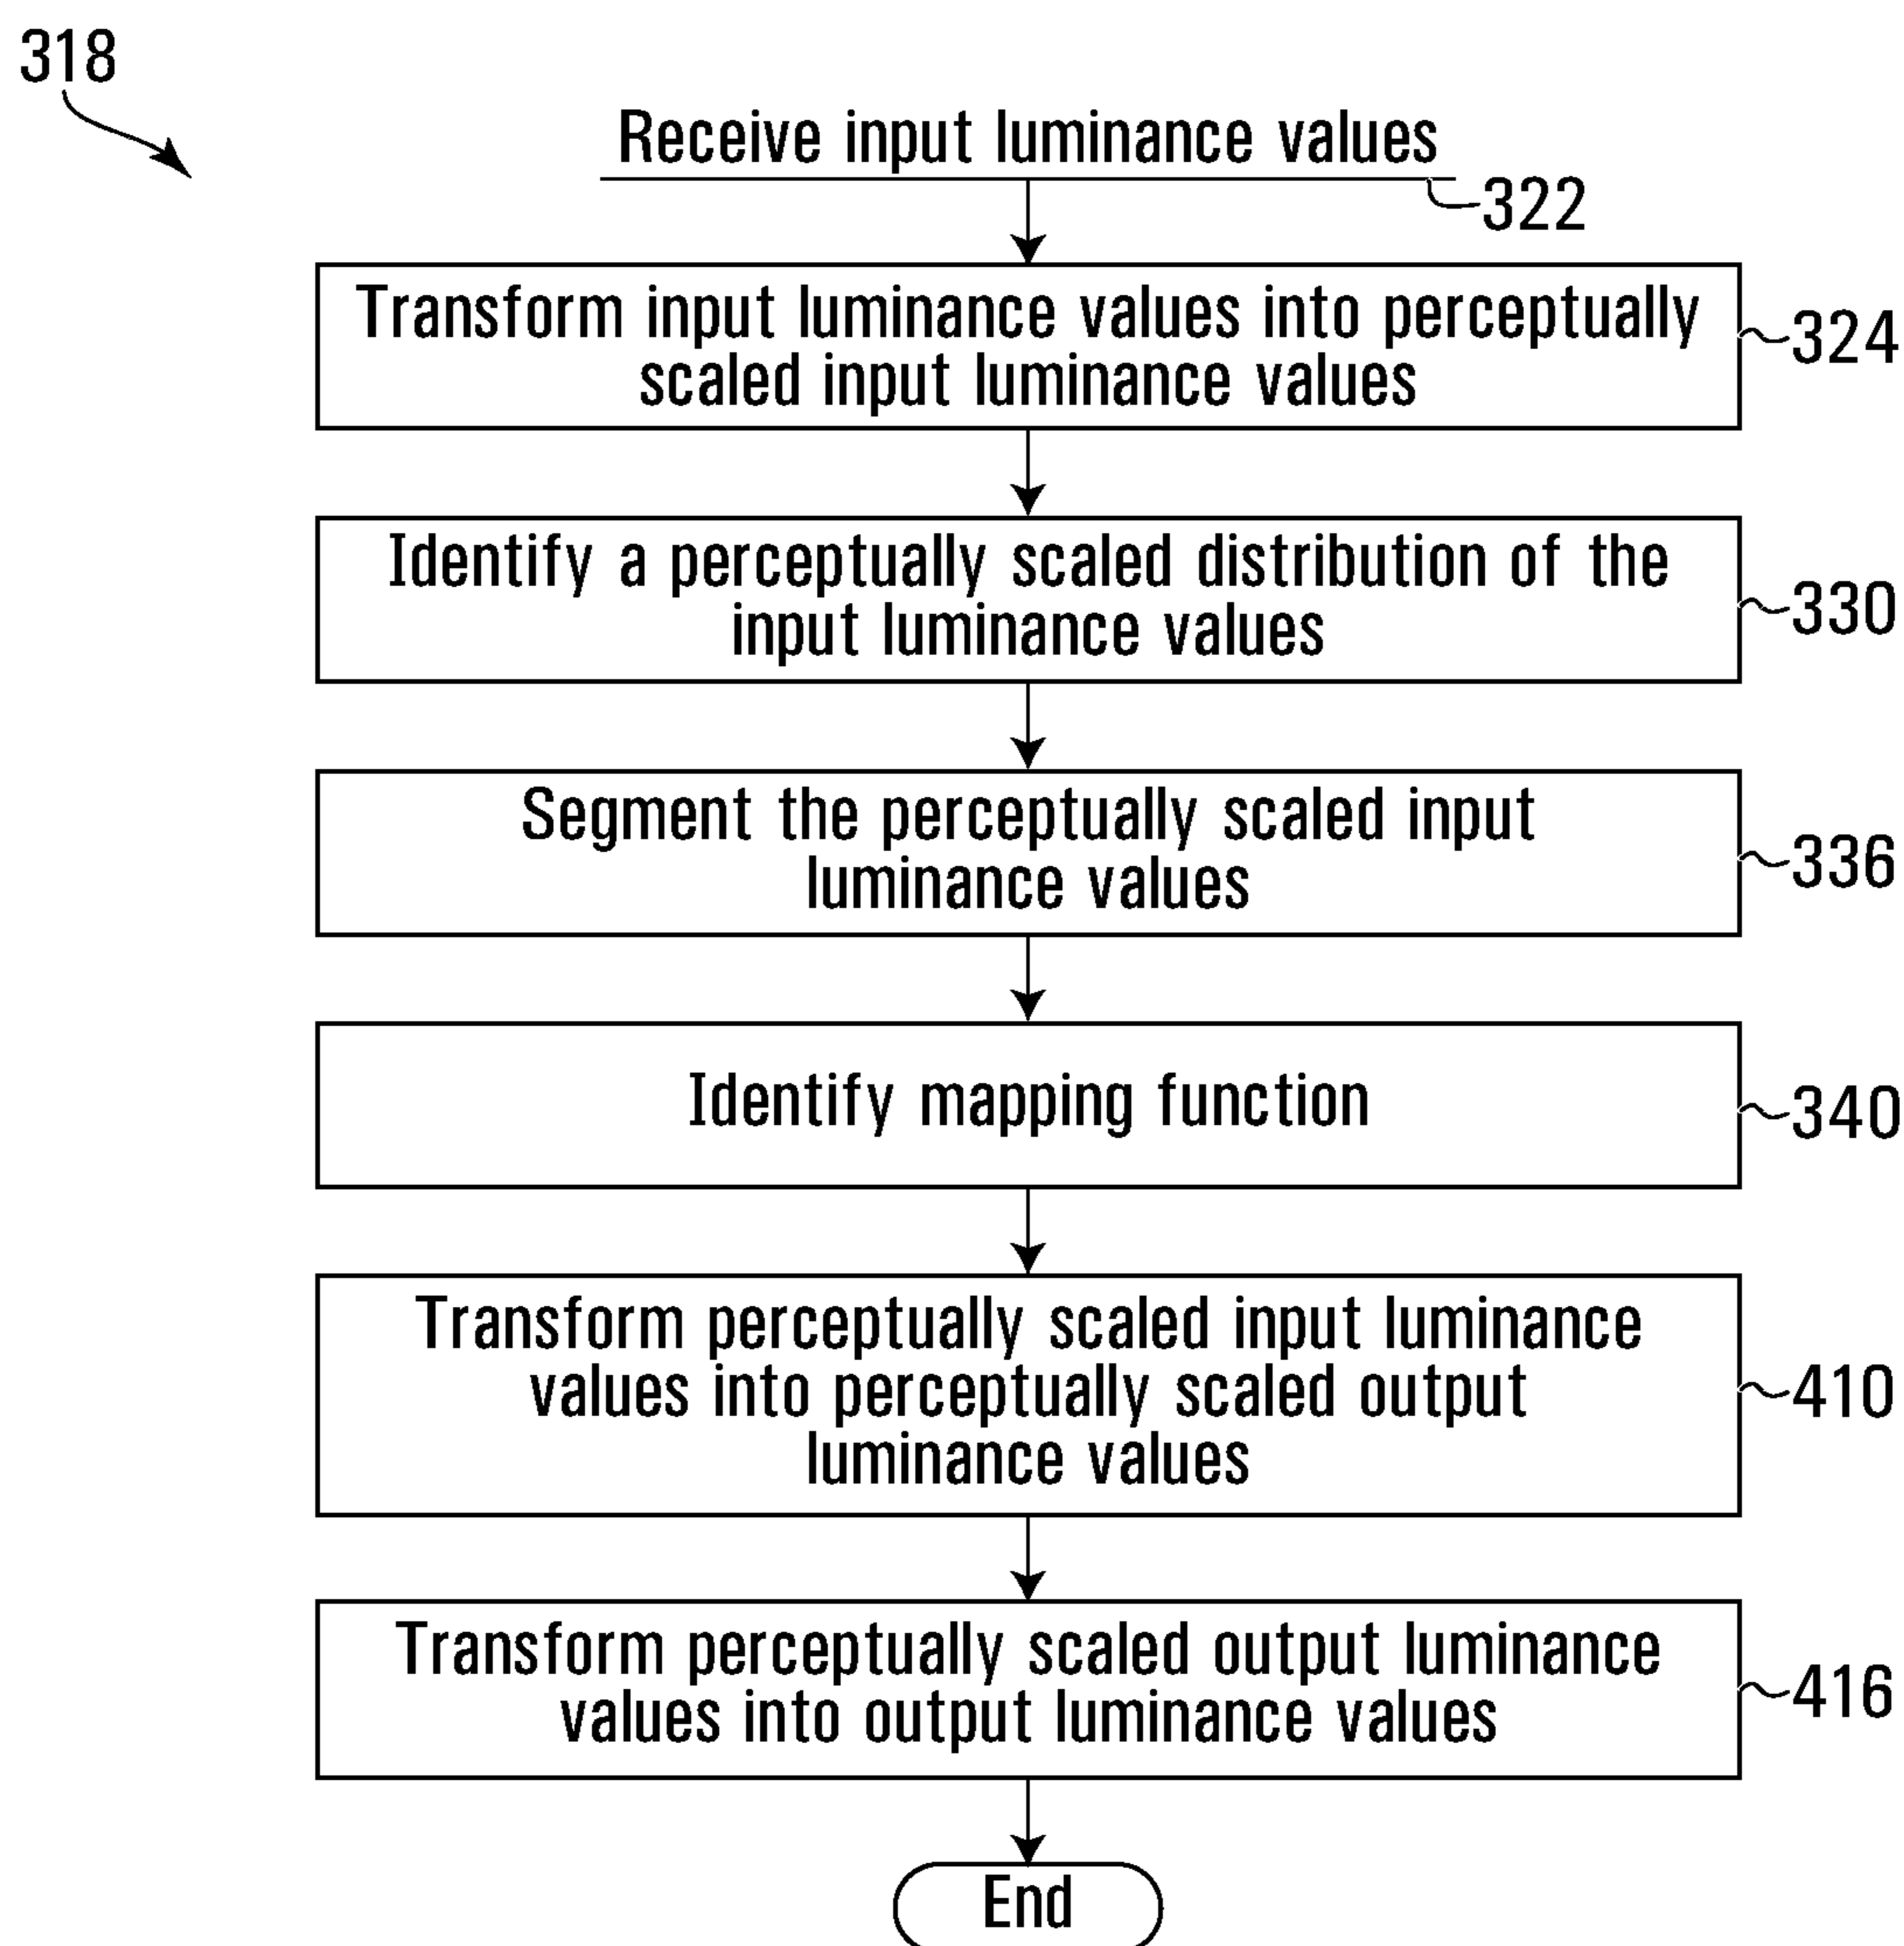 318
Receive input luminance values
322
Transform input luminance values into perceptually
scaled input luminance values
324
Identify a perceptually scaled distribution of the
input luminance values
330
Segment the perceptually scaled input
luminance values
336
Identify mapping function
340
Transform perceptually scaled input luminance
values into perceptually scaled output
luminance values
410
Transform perceptually scaled output luminance
values into output luminance values
416
End